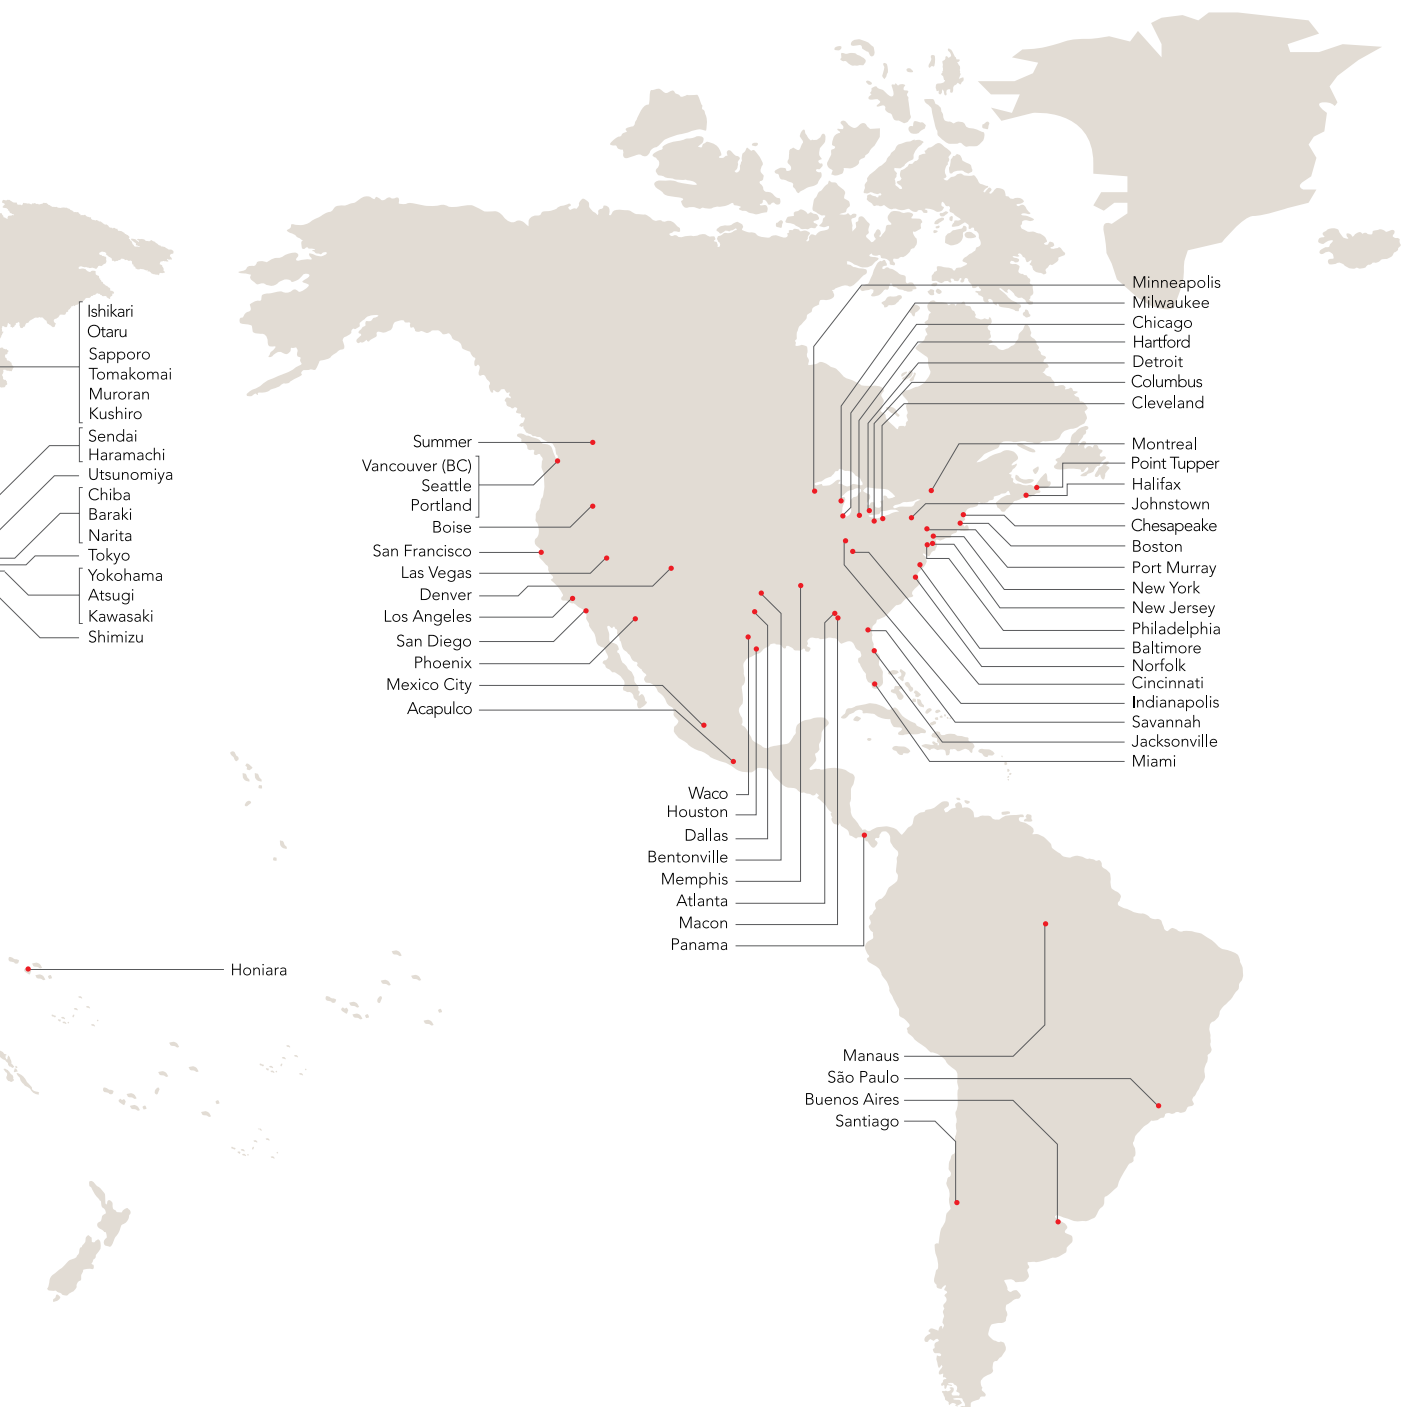 Ishikari
Otaru
Sapporo
Tomakomai
Muroran
Kushiro
Sendai
Haramachi
Utsunomiya
Chiba
Baraki
Narita
Tokyo
Yokohama
Atsugi
Kawasaki
Shimizu
Honiara
Summer
Vancouver (BC)
Seattle
Portland
Boise
San Francisco
Las Vegas
Denver
Los Angeles
San Diego
Phoenix
Mexico City
Acapulco
Waco
Houston
Dallas
Bentonville
Memphis
Atlanta
Macon
Panama
Minneapolis
Milwaukee
Chicago
Hartford
Detroit
Columbus
Cleveland
Montreal
Point Tupper
Halifax
Johnstown
Chesapeake
Boston
Port Murray
New York
New Jersey
Philadelphia
Baltimore
Norfolk
Cincinnati
Indianapolis
Savannah
Jacksonville
Miami
Manaus
São Paulo
Buenos Aires
Santiago